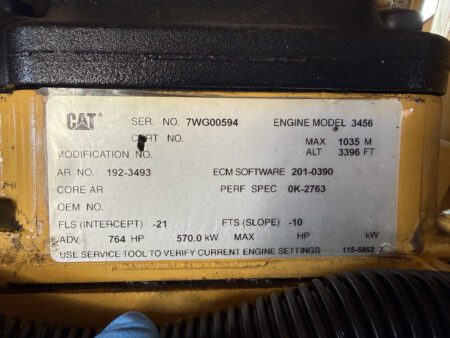 CAT SER. NO. 7WG00594 ENGINE MODEL 3456
CERT NO. MAX 1035 M
MODIFICATION NO. ALT 3396 FT
AR NO. 192-3493 ECM SOFTWARE 201-0390
CORE AR PERF SPEC 0K-2763
OEM NO.
FLS (INTERCEPT) -21 FTS (SLOPE) -10
ADV 764 HP 570.0 kW MAX HP kW
USE SERVICE TOOL TO VERIFY CURRENT ENGINE SETTINGS 115-5852 2